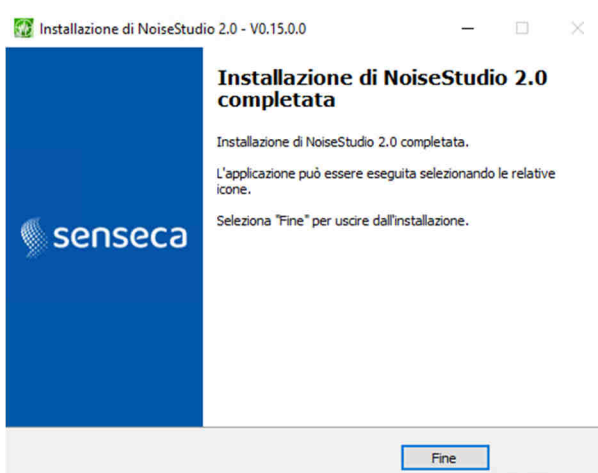 Installazione di NoiseStudio 2.0 - V0.15.0.0
Installazione di NoiseStudio 2.0
completata
Installazione di NoiseStudio 2.0 completata.
L'applicazione può essere eseguita selezionando le relative
icone.
Seleziona "Fine" per uscire dall'installazione.
senseca
Fine